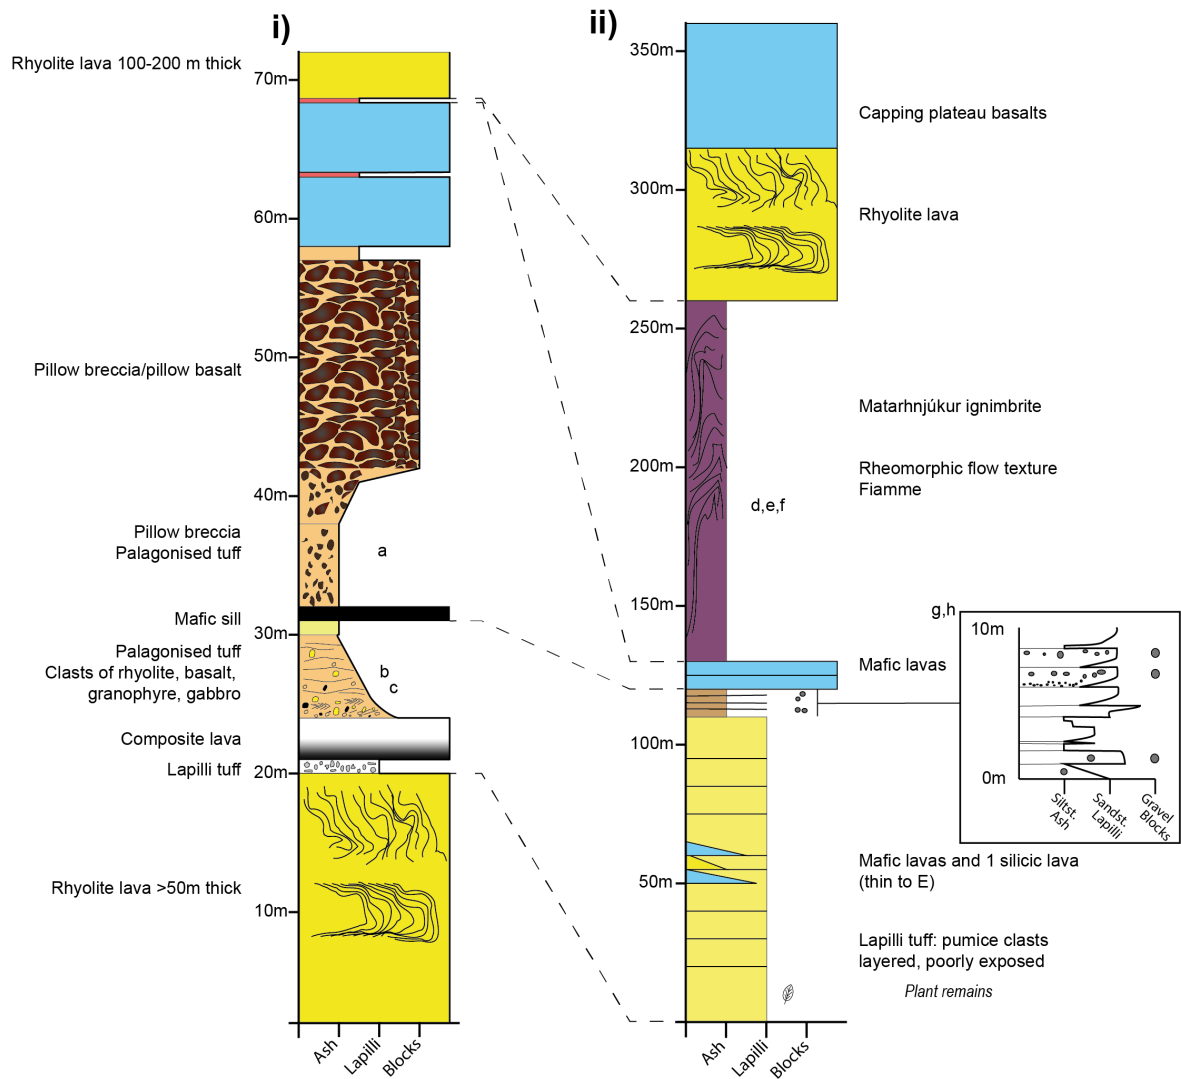 i)
Rhyolite lava 100-200 m thick
70m
60m
Pillow breccia/pillow basalt
50m
40m
Pillow breccia
Palagonised tuff
a
Mafic sill
30m
Palagonised tuff
Clasts of rhyolite, basalt,
granophyre, gabbro
b
c
Composite lava
Lapilli tuff
20m
Rhyolite lava >50m thick
10m
Ash
Lapilli
Blocks
ii)
350m
Capping plateau basalts
300m
Rhyolite lava
250m
Matarhnjúkur ignimbrite
200m
Rheomorphic flow texture
Fiamme
d,e,f
150m
g,h
Mafic lavas
100m
Mafic lavas and 1 silicic lava
(thin to E)
50m
Lapilli tuff: pumice clasts
layered, poorly exposed
Plant remains
Ash
Lapilli
Blocks
10m
0m
Siltst.
Ash
Sandst.
Lapilli
Gravel
Blocks